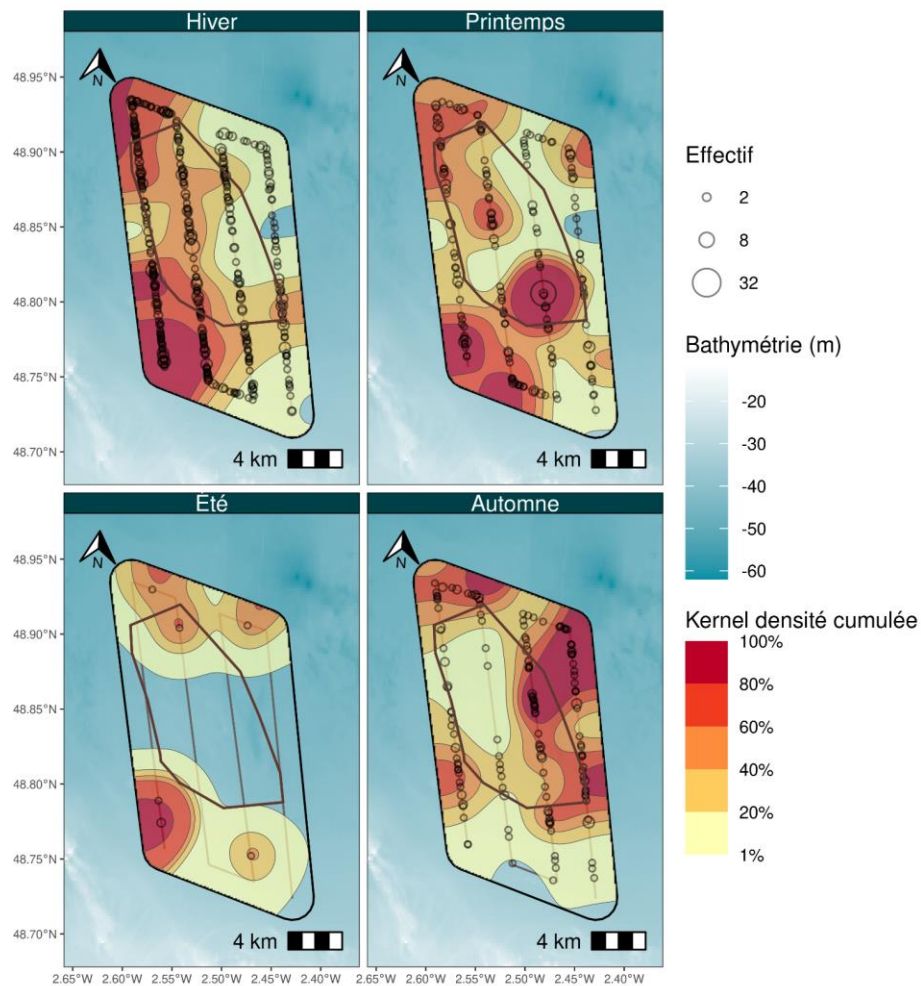 Hiver
Printemps
48.95°N
48.90°N
48.85°N
48.80°N
48.75°N
48.70°N
N
4 km
N
4 km
Été
Automne
48.95°N
48.90°N
48.85°N
48.80°N
48.75°N
48.70°N
N
4 km
N
4 km
2.65°W 2.60°W 2.55°W 2.50°W 2.45°W 2.40°W
2.65°W 2.60°W 2.55°W 2.50°W 2.45°W 2.40°W
Effectif
2
8
32
Bathymétrie (m)
-20
-30
-40
-50
-60
Kernel densité cumulée
100%
80%
60%
40%
20%
1%